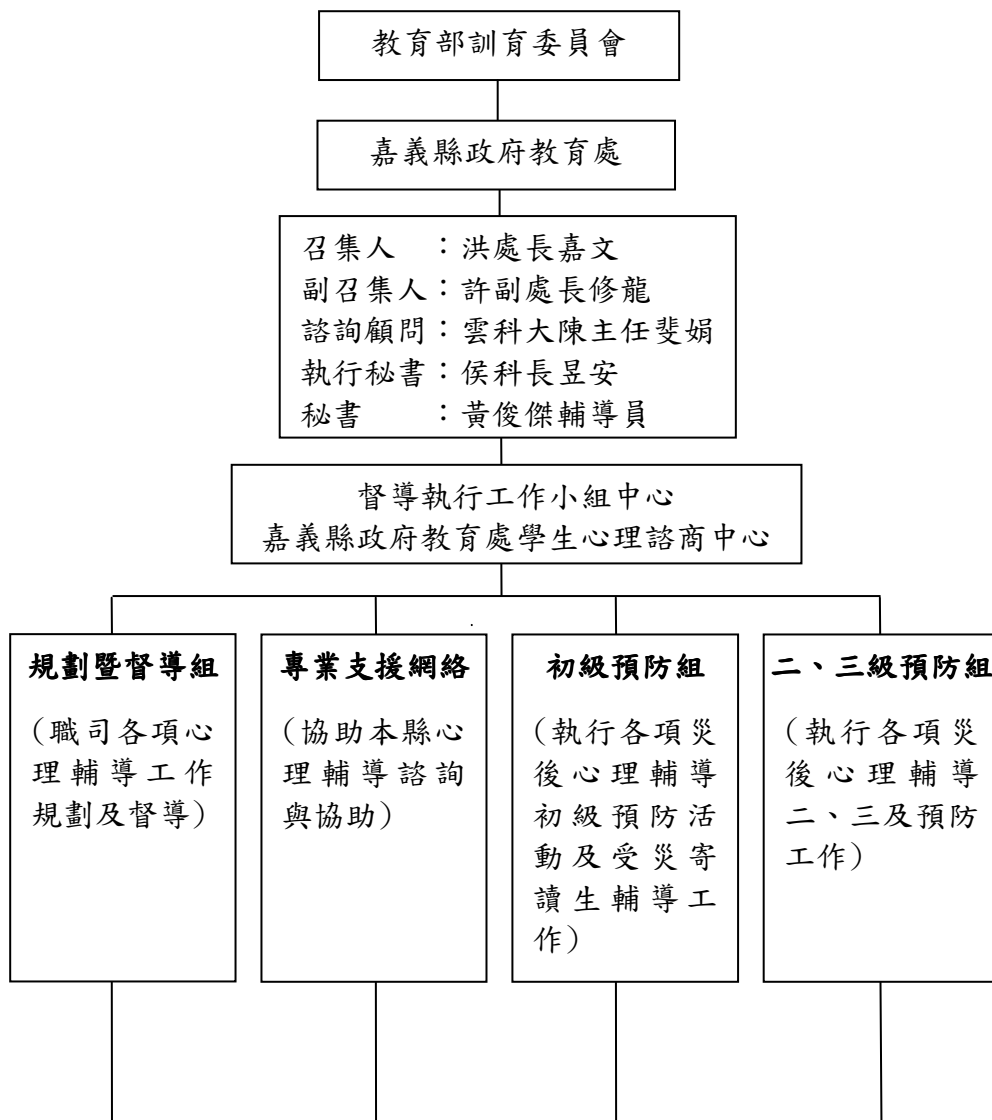 教育部訓育委員會
嘉義縣政府教育處
召集人　：洪處長嘉文
副召集人：許副處長修龍
諮詢顧問：雲科大陳主任斐娟
執行秘書：侯科長昱安
秘書　　：黃俊傑輔導員
督導執行工作小組中心
嘉義縣政府教育處學生心理諮商中心
規劃暨督導組
(職司各項心
理輔導工作
規劃及督導)
專業支援網絡
(協助本縣心
理輔導諮詢
與協助)
初級預防組
(執行各項災
後心理輔導
初級預防活
動及受災寄
讀生輔導工
作)
二、三級預防組
(執行各項災
後心理輔導
二、三及預防
工作)